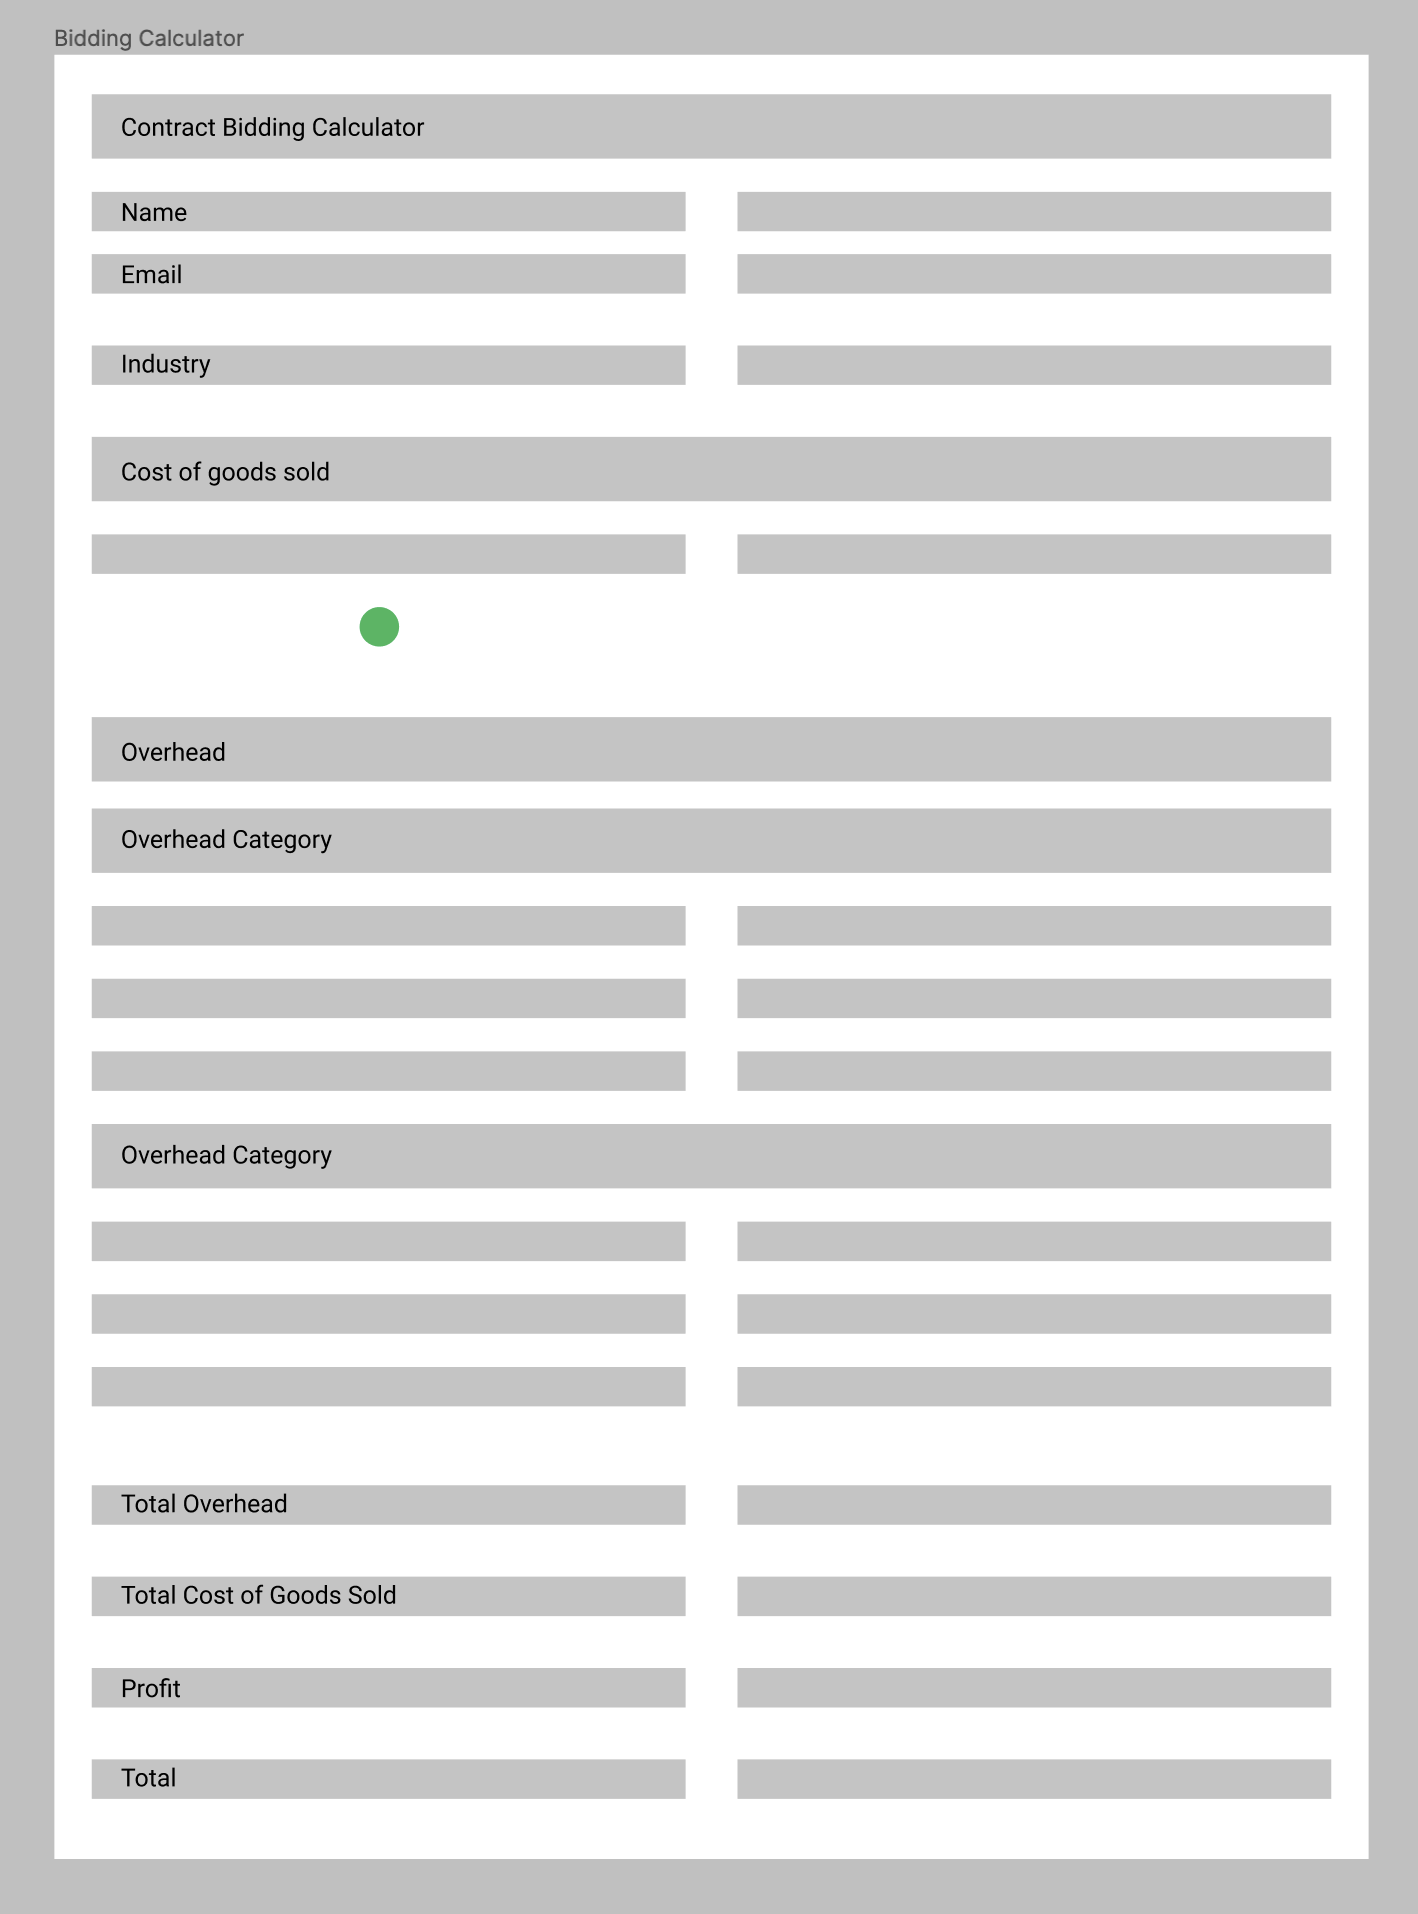 Bidding Calculator
Contract Bidding Calculator
Name
Email
Industry
Cost of goods sold
Overhead
Overhead Category
Overhead Category
Total Overhead
Total Cost of Goods Sold
Profit
Total